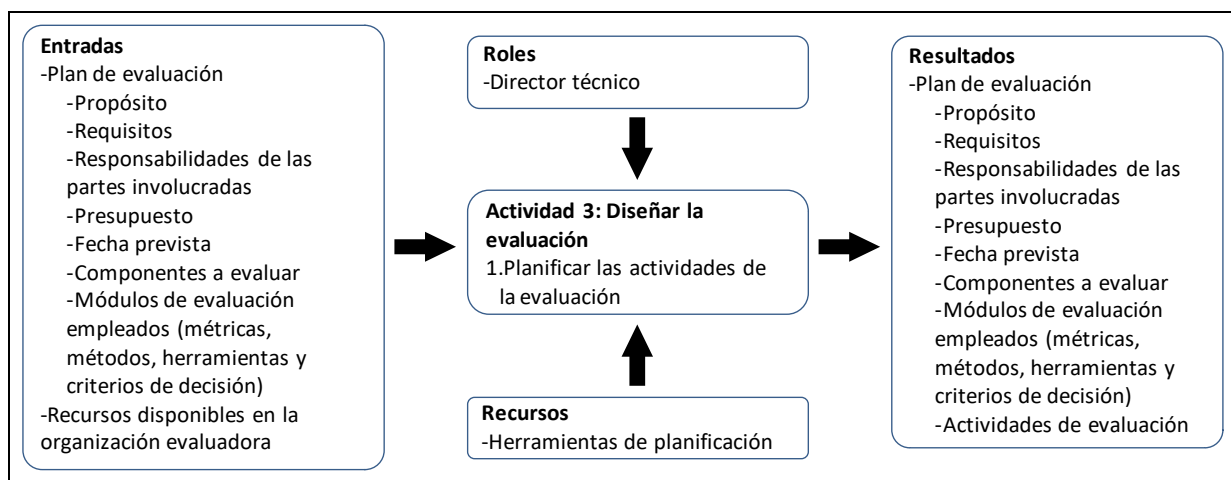 Entradas
-Plan de evaluación
-Propósito
-Requisitos
-Responsabilidades de las
partes involucradas
-Presupuesto
-Fecha prevista
-Componentes a evaluar
-Módulos de evaluación
empleados (métricas,
métodos, herramientas y
criterios de decisión)
-Recursos disponibles en la
organización evaluadora
Roles
-Director técnico
Actividad 3: Diseñar la
evaluación
1.Planificar las actividades de
la evaluación
Recursos
-Herramientas de planificación
Resultados
-Plan de evaluación
-Propósito
-Requisitos
-Responsabilidades de las
partes involucradas
-Presupuesto
-Fecha prevista
-Componentes a evaluar
-Módulos de evaluación
empleados (métricas,
métodos, herramientas y
criterios de decisión)
-Actividades de evaluación